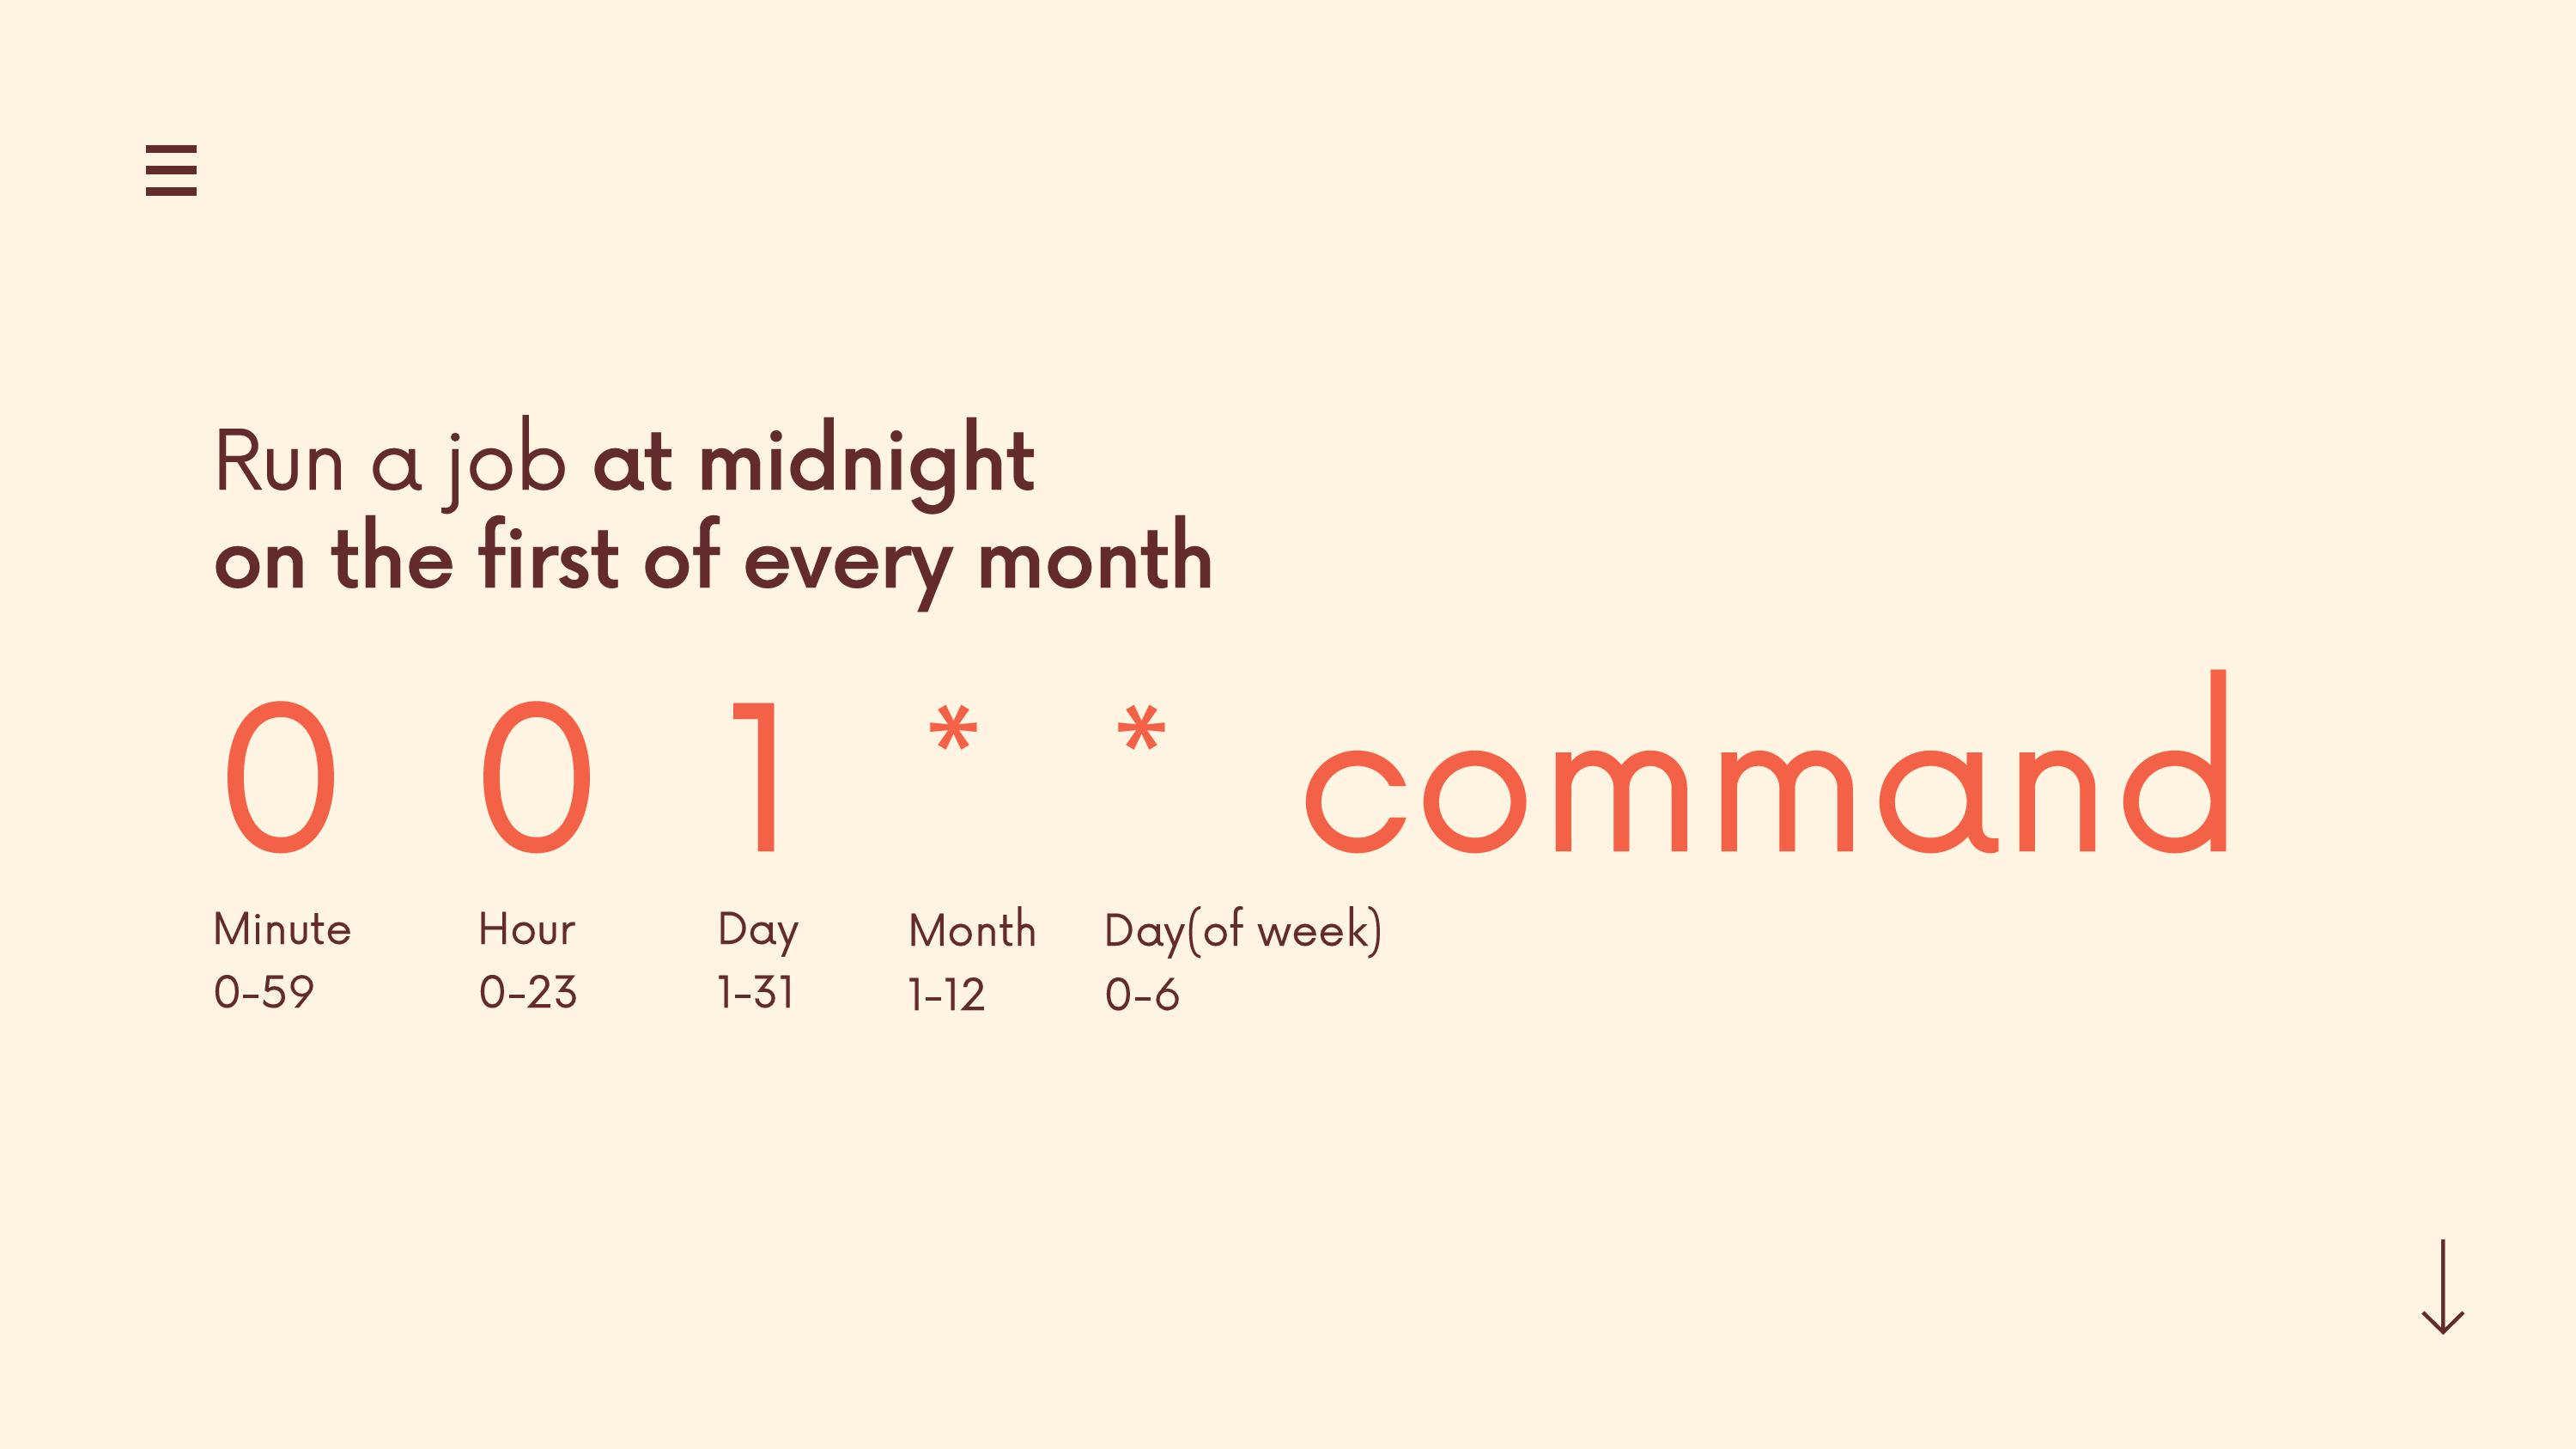 Run a job at midnight
on the first of every month
0 0 1 * * command
Minute Hour Day Month Day(of week)
0-59 0-23 1-31 1-12 0-6